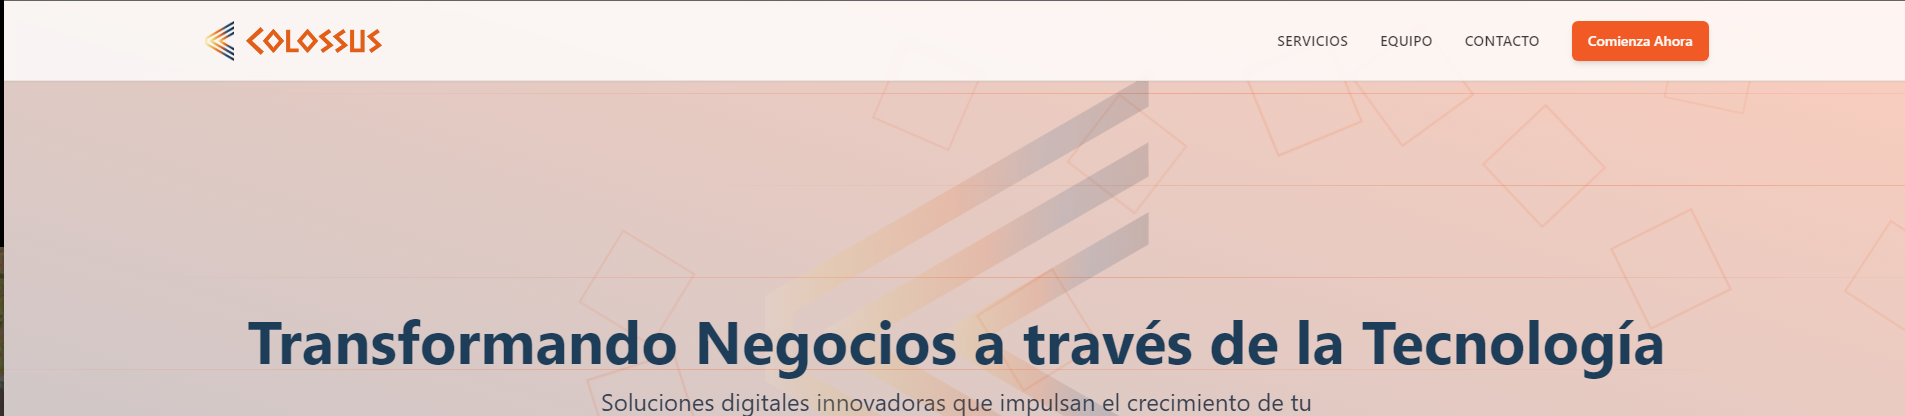 COLOSSUS
SERVICIOS EQUIPO CONTACTO Comienza Ahora
Transformando Negocios a través de la Tecnología
Soluciones digitales innovadoras que impulsan el crecimiento de tu